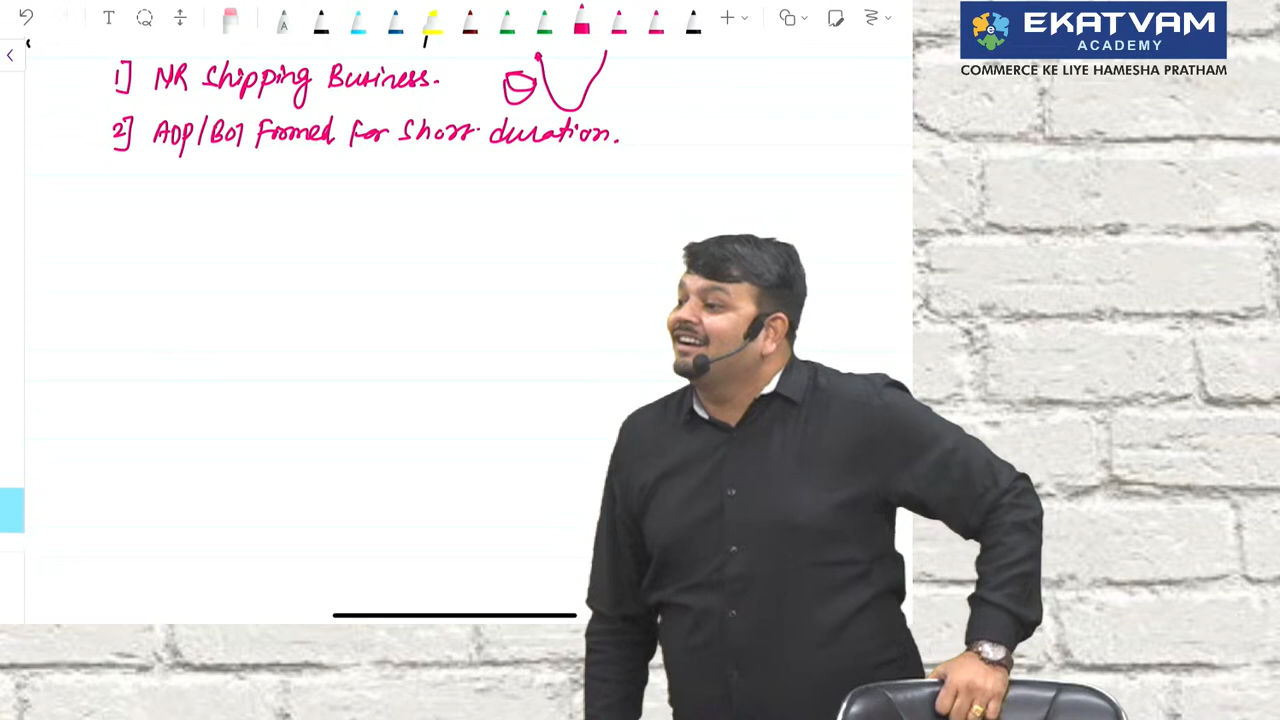 EKATVAM
ACADEMY
COMMERCE KE LIYE HAMESHA PRATHAM
1] NR Shipping Business.
2] AOP/BOI Formed for Short duration.